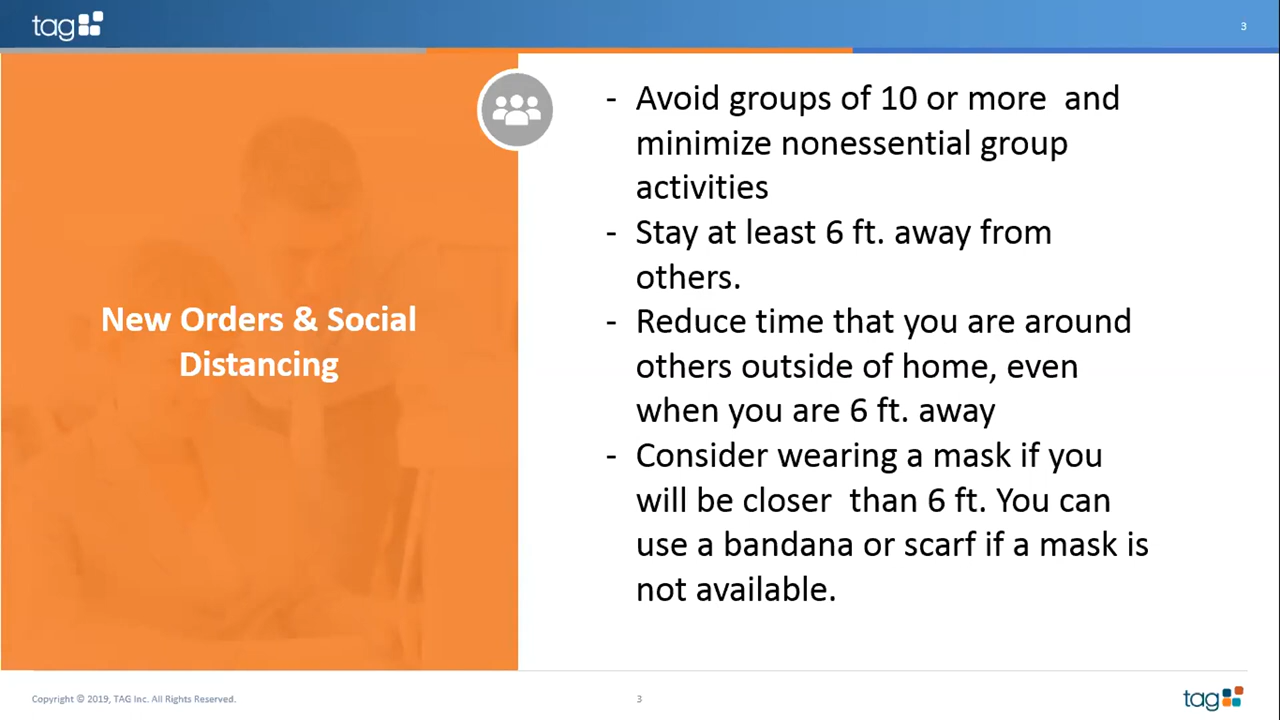 tag
3
New Orders & Social
Distancing
- Avoid groups of 10 or more  and
minimize nonessential group
activities
- Stay at least 6 ft. away from
others.
- Reduce time that you are around
others outside of home, even
when you are 6 ft. away
- Consider wearing a mask if you
will be closer  than 6 ft. You can
use a bandana or scarf if a mask is
not available.
Copyright © 2019, TAG Inc. All Rights Reserved.
3
tag